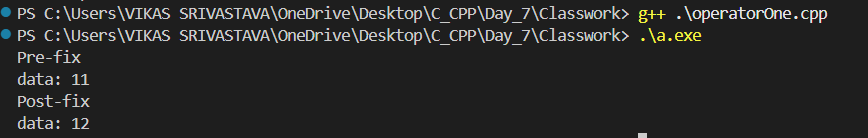 PS C:\Users\VIKAS SRIVASTAVA\OneDrive\Desktop\C_CPP\Day_7\Classwork> g++ .\operatorOne.cpp
PS C:\Users\VIKAS SRIVASTAVA\OneDrive\Desktop\C_CPP\Day_7\Classwork> .\a.exe
Pre-fix
data: 11
Post-fix
data: 12